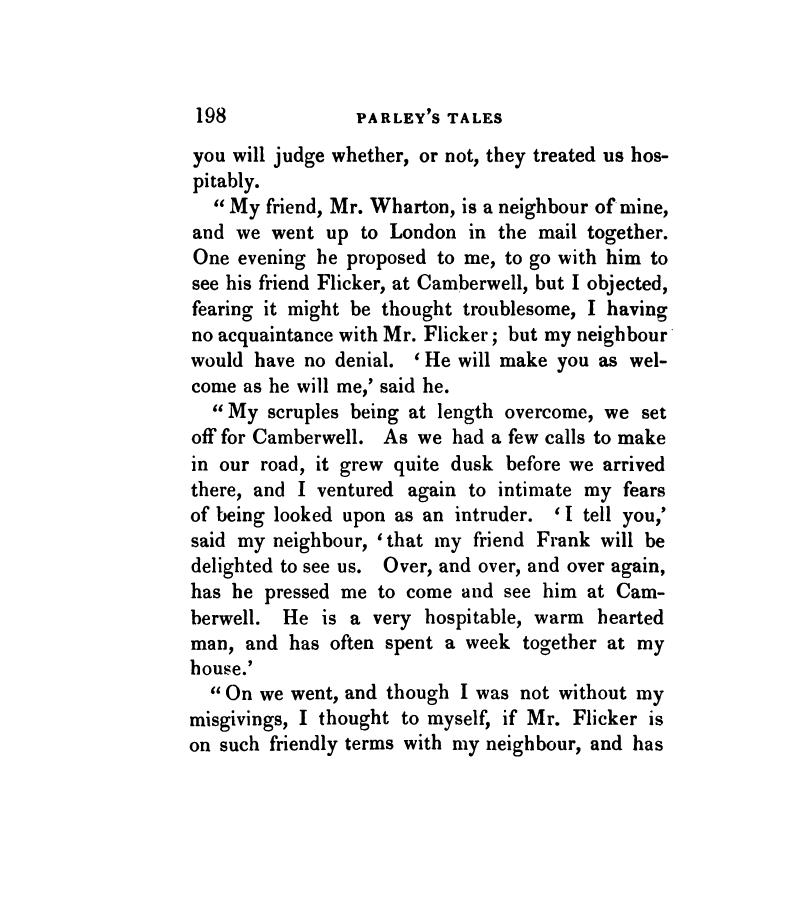 198 PARLEY'S TALES
you will judge whether, or not, they treated us hos-
pitably.
“ My friend, Mr. Wharton, is a neighbour of mine,
and we went up to London in the mail together.
One evening he proposed to me, to go with him to
see his friend Flicker, at Camberwell, but I objected,
fearing it might be thought troublesome, I having
no acquaintance with Mr. Flicker ; but my neighbour
would have no denial. ‘ He will make you as wel-
come as he will me,’ said he.
“ My scruples being at length overcome, we set
off for Camberwell. As we had a few calls to make
in our road, it grew quite dusk before we arrived
there, and I ventured again to intimate my fears
of being looked upon as an intruder. ‘ I tell you,’
said my neighbour, ‘ that my friend Frank will be
delighted to see us. Over, and over, and over again,
has he pressed me to come and see him at Cam-
berwell. He is a very hospitable, warm hearted
man, and has often spent a week together at my
house.’
“ On we went, and though I was not without my
misgivings, I thought to myself, if Mr. Flicker is
on such friendly terms with my neighbour, and has